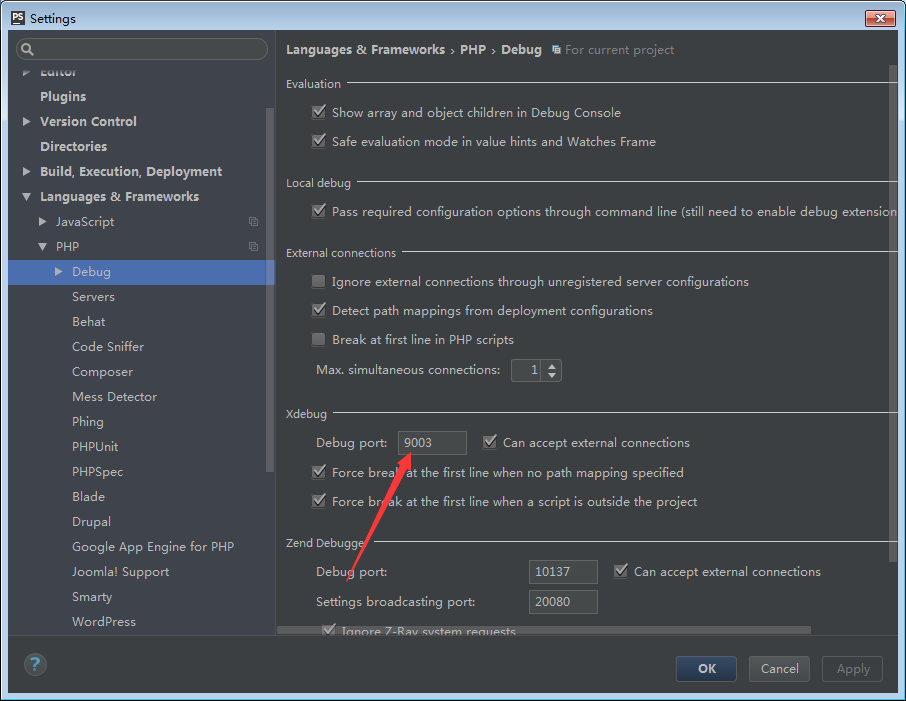 PS Settings
Languages & Frameworks › PHP › Debug For current project
Editor
Plugins
Version Control
Directories
Build, Execution, Deployment
Languages & Frameworks
JavaScript
PHP
Debug
Servers
Behat
Code Sniffer
Composer
Mess Detector
Phing
PHPUnit
PHPSpec
Blade
Drupal
Google App Engine for PHP
Joomla! Support
Smarty
WordPress
Evaluation
Show array and object children in Debug Console
Safe evaluation mode in value hints and Watches Frame
Local debug
Pass required configuration options through command line (still need to enable debug extension
External connections
Ignore external connections through unregistered server configurations
Detect path mappings from deployment configurations
Break at first line in PHP scripts
Max. simultaneous connections: 1
Xdebug
Debug port: 9003 Can accept external connections
Force break at the first line when no path mapping specified
Force break at the first line when a script is outside the project
Zend Debugger
Debug port: 10137 Can accept external connections
Settings broadcasting port: 20080
Ignore Z-Ray system requests
?
OK Cancel Apply